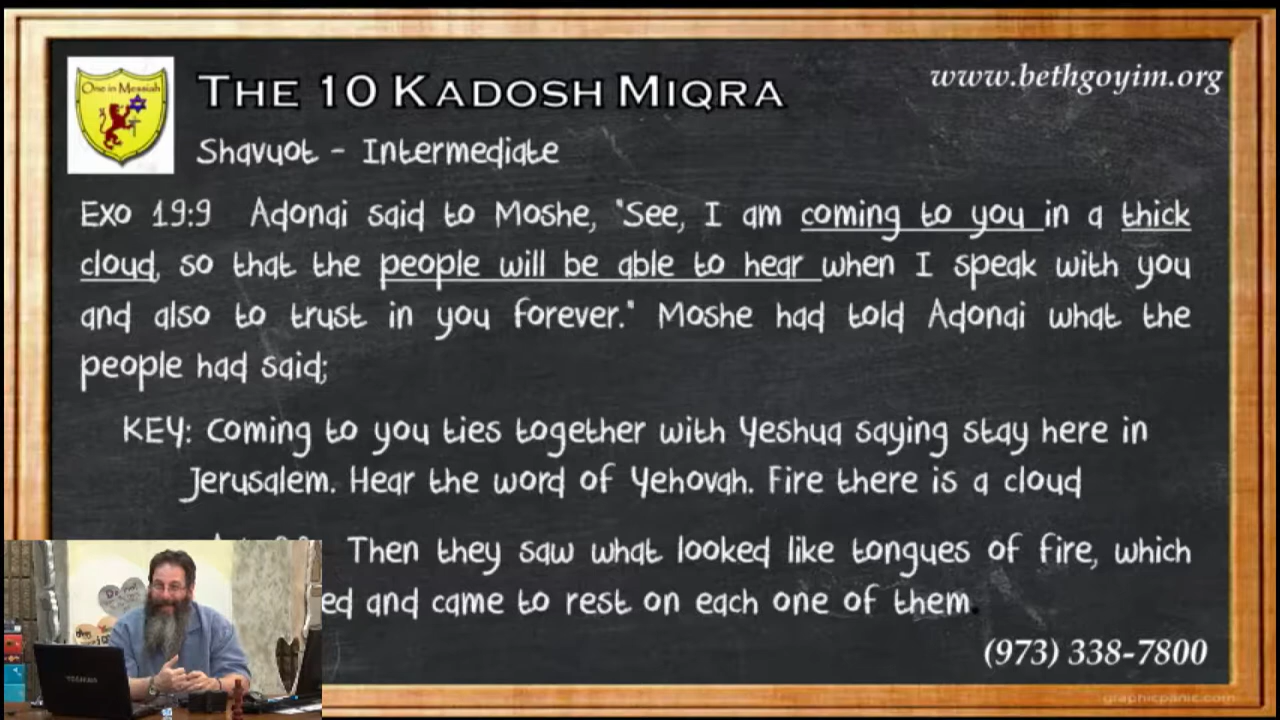 One in Messiah
THE 10 KADOSH MIQRA
www.bethgoyim.org
Shavuot - Intermediate
Exo 19:9 Adonai said to Moshe, "See, I am coming to you in a thick
cloud, so that the people will be able to hear when I speak with you
and also to trust in you forever." Moshe had told Adonai what the
people had said;
KEY: Coming to you ties together with Yeshua saying stay here in
Jerusalem. Hear the word of Yehovah. Fire there is a cloud
Then they saw what looked like tongues of fire, which
ed and came to rest on each one of them.
(973) 338-7800
TOSHIBA
graphicpanic.com